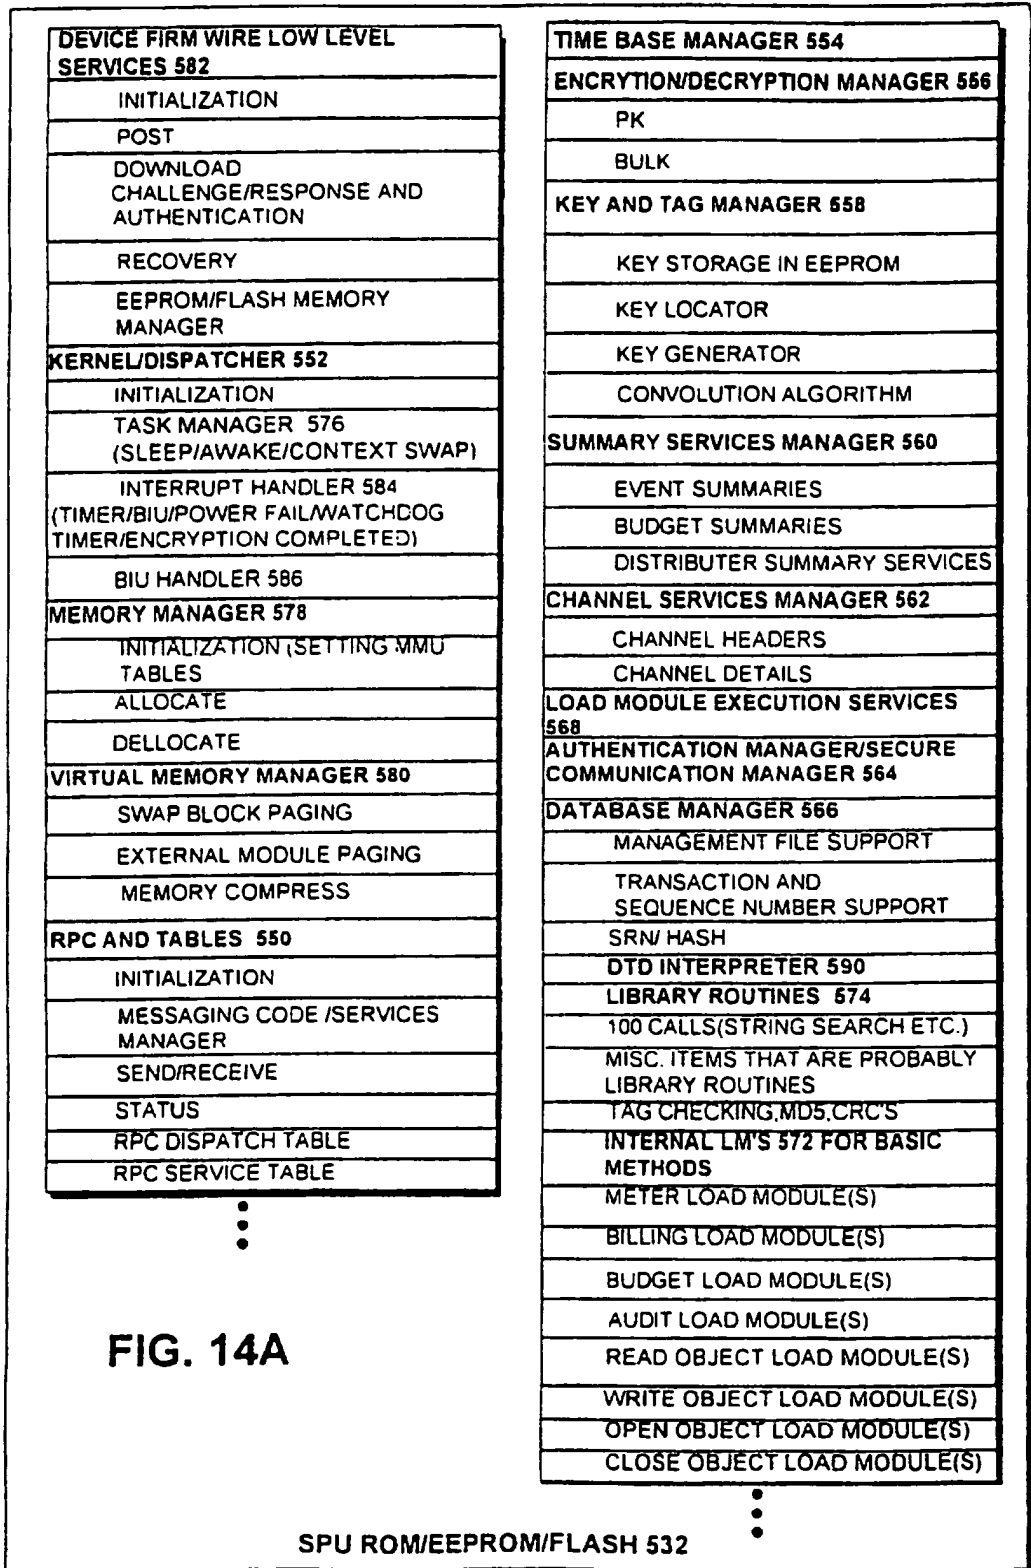 DEVICE FIRM WIRE LOW LEVEL
SERVICES 582
INITIALIZATION
POST
DOWNLOAD
CHALLENGE/RESPONSE AND
AUTHENTICATION
RECOVERY
EEPROM/FLASH MEMORY
MANAGER
KERNEL/DISPATCHER 552
INITIALIZATION
TASK MANAGER 576
(SLEEP/AWAKE/CONTEXT SWAP)
INTERRUPT HANDLER 584
(TIMER/BIU/POWER FAIL/WATCHDOG
TIMER/ENCRYPTION COMPLETED)
BIU HANDLER 586
MEMORY MANAGER 578
INITIALIZATION (SETTING MMU
TABLES
ALLOCATE
DELLOCATE
VIRTUAL MEMORY MANAGER 580
SWAP BLOCK PAGING
EXTERNAL MODULE PAGING
MEMORY COMPRESS
RPC AND TABLES 550
INITIALIZATION
MESSAGING CODE /SERVICES
MANAGER
SEND/RECEIVE
STATUS
RPC DISPATCH TABLE
RPC SERVICE TABLE
TIME BASE MANAGER 554
ENCRYTION/DECRYPTION MANAGER 556
PK
BULK
KEY AND TAG MANAGER 558
KEY STORAGE IN EEPROM
KEY LOCATOR
KEY GENERATOR
CONVOLUTION ALGORITHM
SUMMARY SERVICES MANAGER 560
EVENT SUMMARIES
BUDGET SUMMARIES
DISTRIBUTER SUMMARY SERVICES
CHANNEL SERVICES MANAGER 562
CHANNEL HEADERS
CHANNEL DETAILS
LOAD MODULE EXECUTION SERVICES
568
AUTHENTICATION MANAGER/SECURE
COMMUNICATION MANAGER 564
DATABASE MANAGER 566
MANAGEMENT FILE SUPPORT
TRANSACTION AND
SEQUENCE NUMBER SUPPORT
SRN/ HASH
DTD INTERPRETER 590
LIBRARY ROUTINES 574
100 CALLS(STRING SEARCH ETC.)
MISC. ITEMS THAT ARE PROBABLY
LIBRARY ROUTINES
TAG CHECKING,MD5,CRC'S
INTERNAL LM'S 572 FOR BASIC
METHODS
METER LOAD MODULE(S)
BILLING LOAD MODULE(S)
BUDGET LOAD MODULE(S)
AUDIT LOAD MODULE(S)
READ OBJECT LOAD MODULE(S)
WRITE OBJECT LOAD MODULE(S)
OPEN OBJECT LOAD MODULE(S)
CLOSE OBJECT LOAD MODULE(S)
FIG. 14A
SPU ROM/EEPROM/FLASH 532